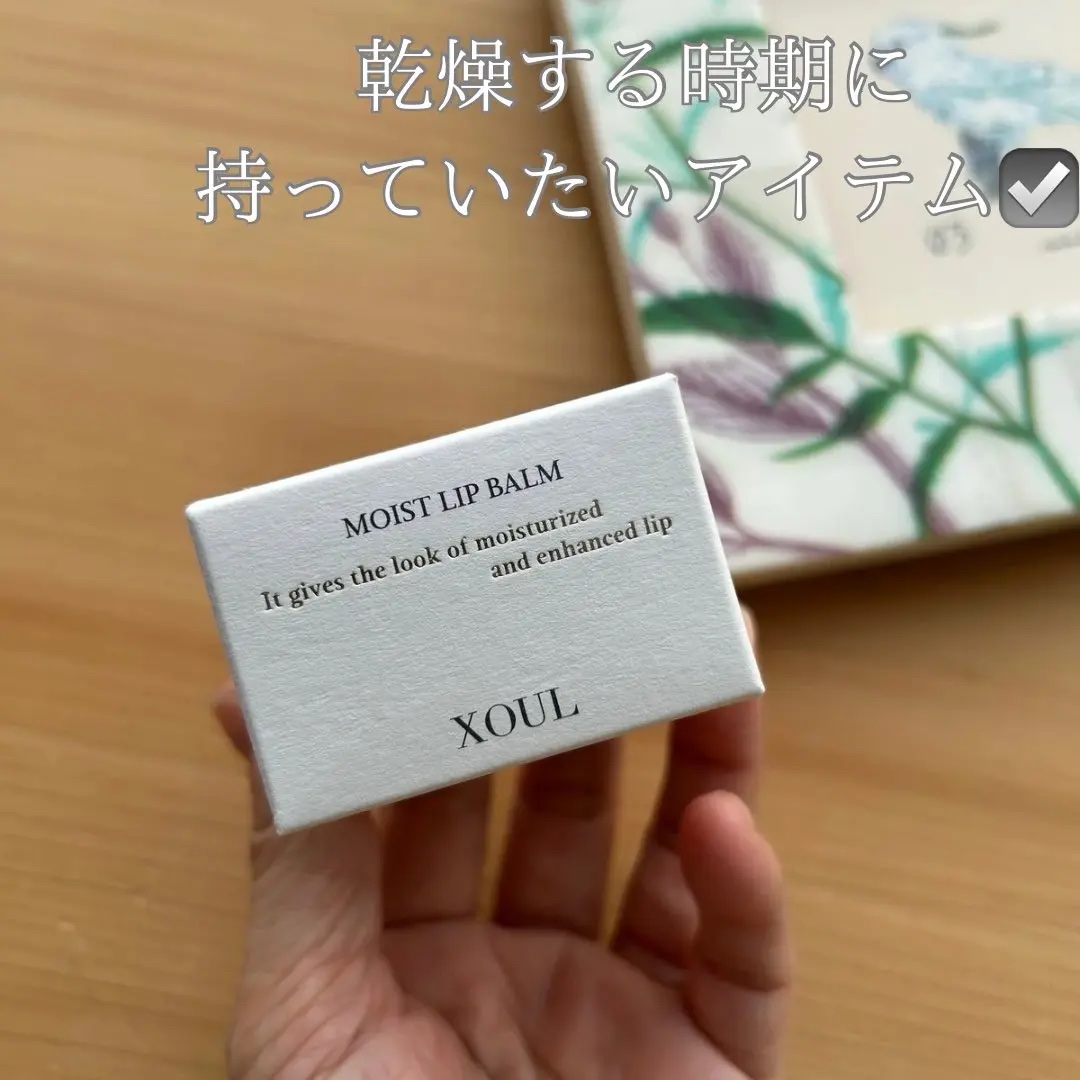 乾燥する時期に
持っていたいアイテム☑
MOIST LIP BALM
It gives the look of moisturized
and enhanced lip
XOUL